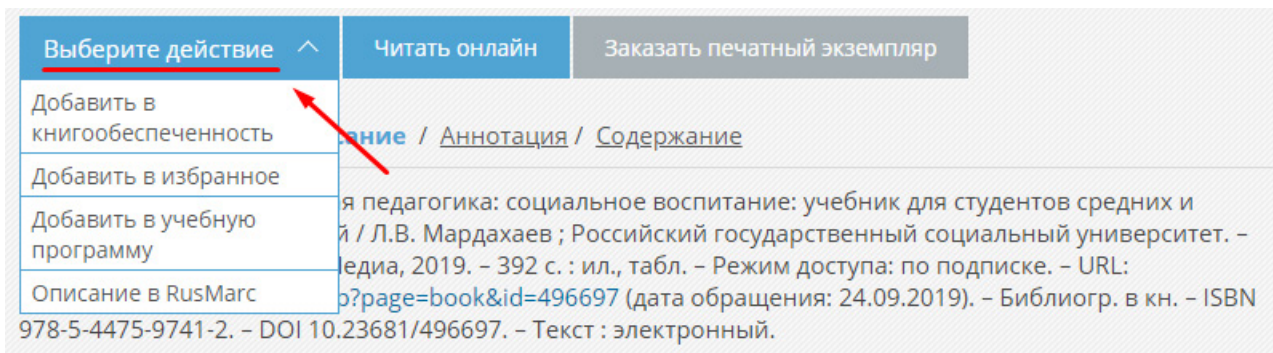 Выберите действие Читать онлайн Заказать печатный экземпляр
Добавить в
книгообеспеченность
ание / Аннотация / Содержание
Добавить в избранное
я педагогика: социальное воспитание: учебник для студентов средних и
Добавить в учебную
программу
й / Л.В. Мардахаев ; Российский государственный социальный университет. –
едиа, 2019. – 392 с. : ил., табл. – Режим доступа: по подписке. – URL:
Описание в RusMarc
p?page=book&id=496697 (дата обращения: 24.09.2019). – Библиогр. в кн. – ISBN
978-5-4475-9741-2. – DOI 10.23681/496697. – Текст : электронный.